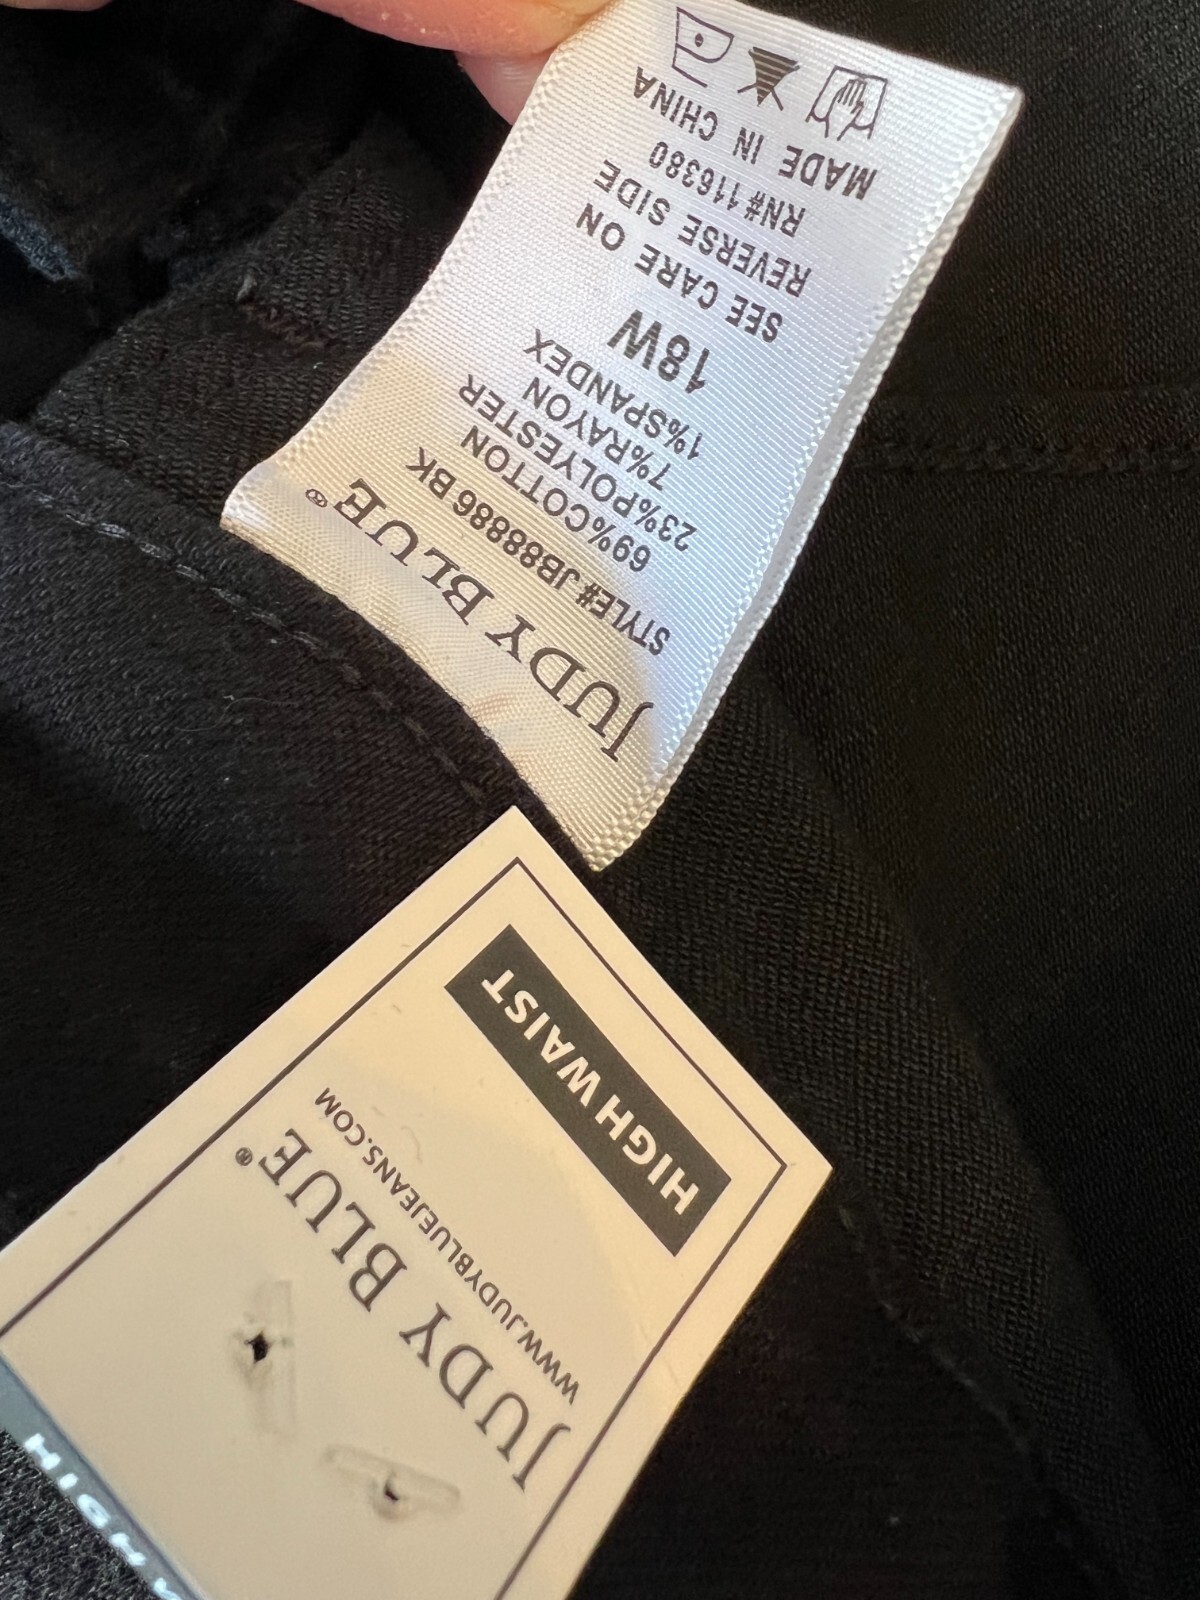 JUDY BLUE®
STYLE# JB88886 BK
69%COTTON
23%POLYESTER
7%RAYON
1%SPANDEX
18W
SEE CARE ON
REVERSE SIDE
RN#116380
MADE IN CHINA
JUDY BLUE®
WWW.JUDYBLUEJEANS.COM
HIGH WAIST
HIGH